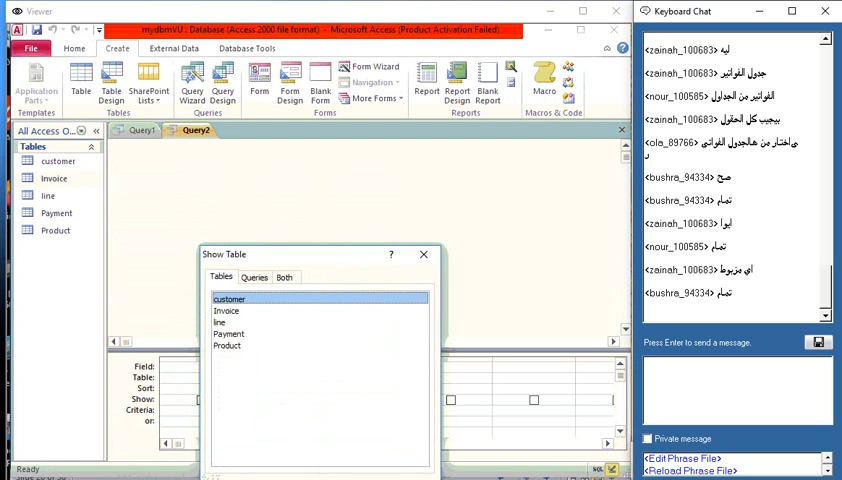 Viewer
mydbmVU : Database (Access 2000 file format) - Microsoft Access (Product Activation Failed)
File Home Create External Data Database Tools
Application Parts
Table
Table Design
SharePoint Lists
Query Wizard
Query Design
Form
Form Design
Blank Form
Form Wizard
Navigation
More Forms
Report
Report Design
Blank Report
Macro
Templates Tables Queries Forms Reports Macros & Code
All Access O...
Tables
customer
Invoice
line
Payment
Product
Query1 Query2
Show Table
Tables Queries Both
customer
Invoice
line
Payment
Product
Field:
Table:
Sort:
Show:
Criteria:
or:
Ready
SQL
Keyboard Chat
<zainah_100683> ليه
<zainah_100683> جدول الفواتير
<nour_100585> الفواتير من الجداول
<zainah_100683> بيجيب كل الحقول
<ola_89766> ى اختار من هالجدول الفواتي
ر
<bushra_94334> صح
<bushra_94334> تمام
<zainah_100683> ايوا
<nour_100585> تمام
<zainah_100683> اي مزبوط
<bushra_94334> تمام
Press Enter to send a message.
Private message
<Edit Phrase File>
<Reload Phrase File>